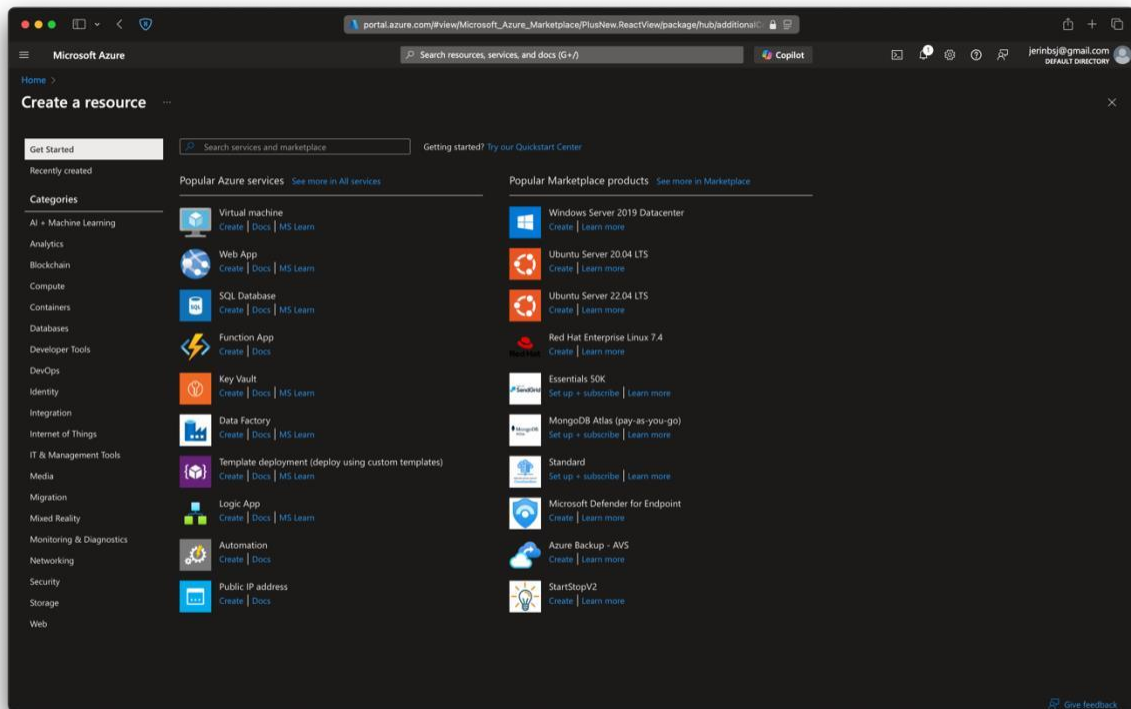 portal.azure.com/#view/Microsoft_Azure_Marketplace/PlusNew.ReactView/package/hub/additionalC
Microsoft Azure
Search resources, services, and docs (G+/)
Copilot
1
jerinbsj@gmail.com
DEFAULT DIRECTORY
Home >
Create a resource ...
Get Started
Recently created
Categories
AI + Machine Learning
Analytics
Blockchain
Compute
Containers
Databases
Developer Tools
DevOps
Identity
Integration
Internet of Things
IT & Management Tools
Media
Migration
Mixed Reality
Monitoring & Diagnostics
Networking
Security
Storage
Web
Search services and marketplace
Getting started? Try our Quickstart Center
Popular Azure services See more in All services
Virtual machine
Create | Docs | MS Learn
Web App
Create | Docs | MS Learn
SQL Database
Create | Docs | MS Learn
Function App
Create | Docs
Key Vault
Create | Docs | MS Learn
Data Factory
Create | Docs | MS Learn
Template deployment (deploy using custom templates)
Create | Docs | MS Learn
Logic App
Create | Docs | MS Learn
Automation
Create | Docs
Public IP address
Create | Docs
Popular Marketplace products See more in Marketplace
Windows Server 2019 Datacenter
Create | Learn more
Ubuntu Server 20.04 LTS
Create | Learn more
Ubuntu Server 22.04 LTS
Create | Learn more
Red Hat Enterprise Linux 7.4
Create | Learn more
Essentials 50K
Set up + subscribe | Learn more
MongoDB Atlas (pay-as-you-go)
Set up + subscribe | Learn more
Standard
Set up + subscribe | Learn more
Microsoft Defender for Endpoint
Create | Learn more
Azure Backup - AVS
Create | Learn more
StartStopV2
Create | Learn more
SQL
Red Hat
SendGrid
MongoDB
Give feedback